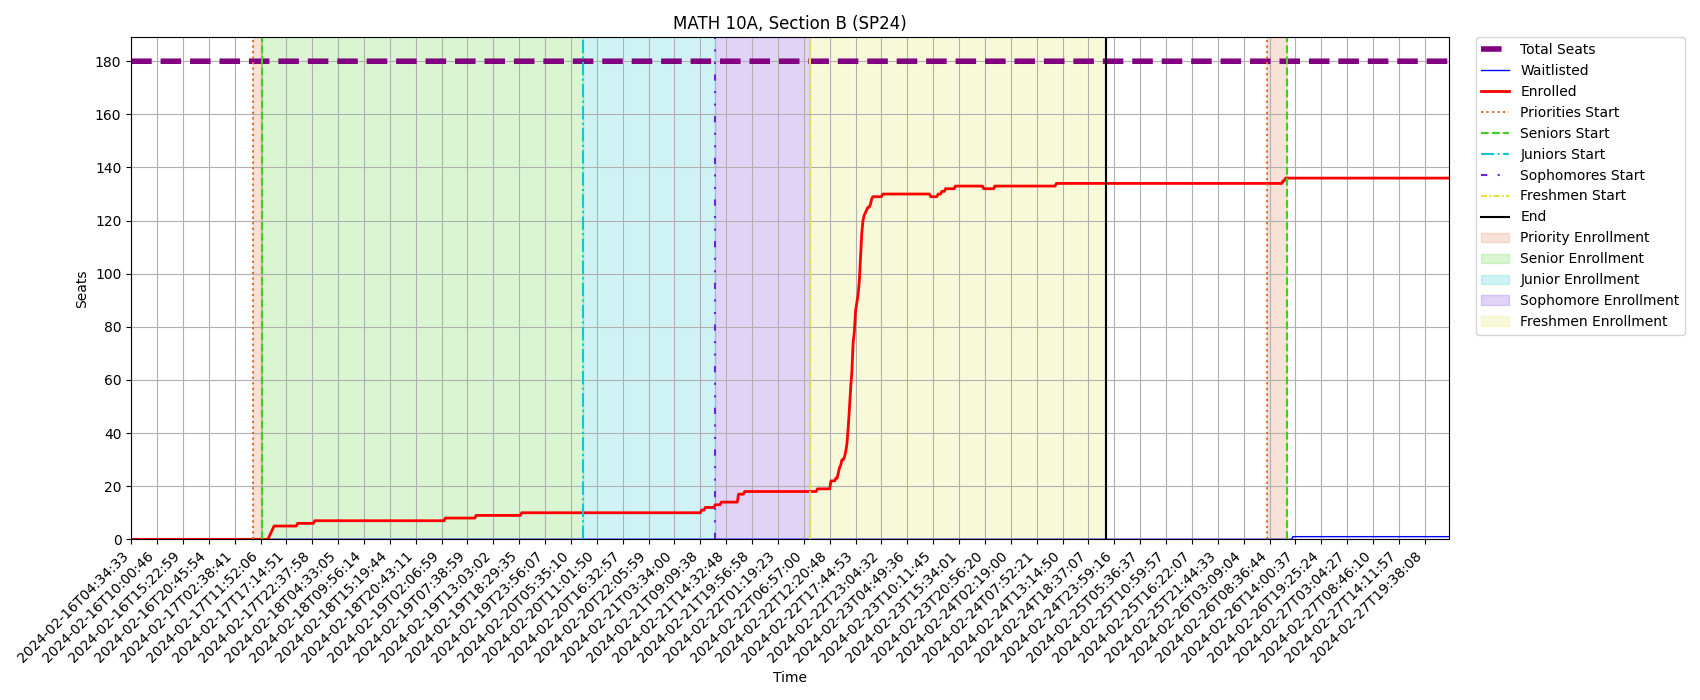 MATH 10A, Section B (SP24)
Seats
180
160
140
120
100
80
60
40
20
0
2024-02-16T04:34:33
2024-02-16T10:00:46
2024-02-16T15:22:59
2024-02-16T20:45:54
2024-02-17T02:38:41
2024-02-17T11:52:06
2024-02-17T17:14:51
2024-02-17T22:37:58
2024-02-18T04:33:05
2024-02-18T09:56:14
2024-02-18T15:19:44
2024-02-18T20:43:11
2024-02-19T02:06:59
2024-02-19T07:38:59
2024-02-19T13:03:02
2024-02-19T18:29:35
2024-02-19T23:56:07
2024-02-20T05:35:10
2024-02-20T11:01:50
2024-02-20T16:32:57
2024-02-20T22:05:59
2024-02-21T03:34:00
2024-02-21T09:09:38
2024-02-21T14:32:48
2024-02-21T19:56:58
2024-02-22T01:19:23
2024-02-22T06:57:00
2024-02-22T12:20:48
2024-02-22T17:44:53
2024-02-22T23:04:32
2024-02-23T04:49:36
2024-02-23T10:11:45
2024-02-23T15:34:01
2024-02-23T20:56:20
2024-02-24T02:19:00
2024-02-24T07:52:21
2024-02-24T13:14:50
2024-02-24T18:37:07
2024-02-24T23:59:16
2024-02-25T05:36:37
2024-02-25T10:59:57
2024-02-25T16:22:07
2024-02-25T21:44:33
2024-02-26T03:09:04
2024-02-26T08:36:44
2024-02-26T14:00:37
2024-02-26T19:25:24
2024-02-27T03:04:27
2024-02-27T08:46:10
2024-02-27T14:11:57
2024-02-27T19:38:08
Time
Total Seats
Waitlisted
Enrolled
Priorities Start
Seniors Start
Juniors Start
Sophomores Start
Freshmen Start
End
Priority Enrollment
Senior Enrollment
Junior Enrollment
Sophomore Enrollment
Freshmen Enrollment